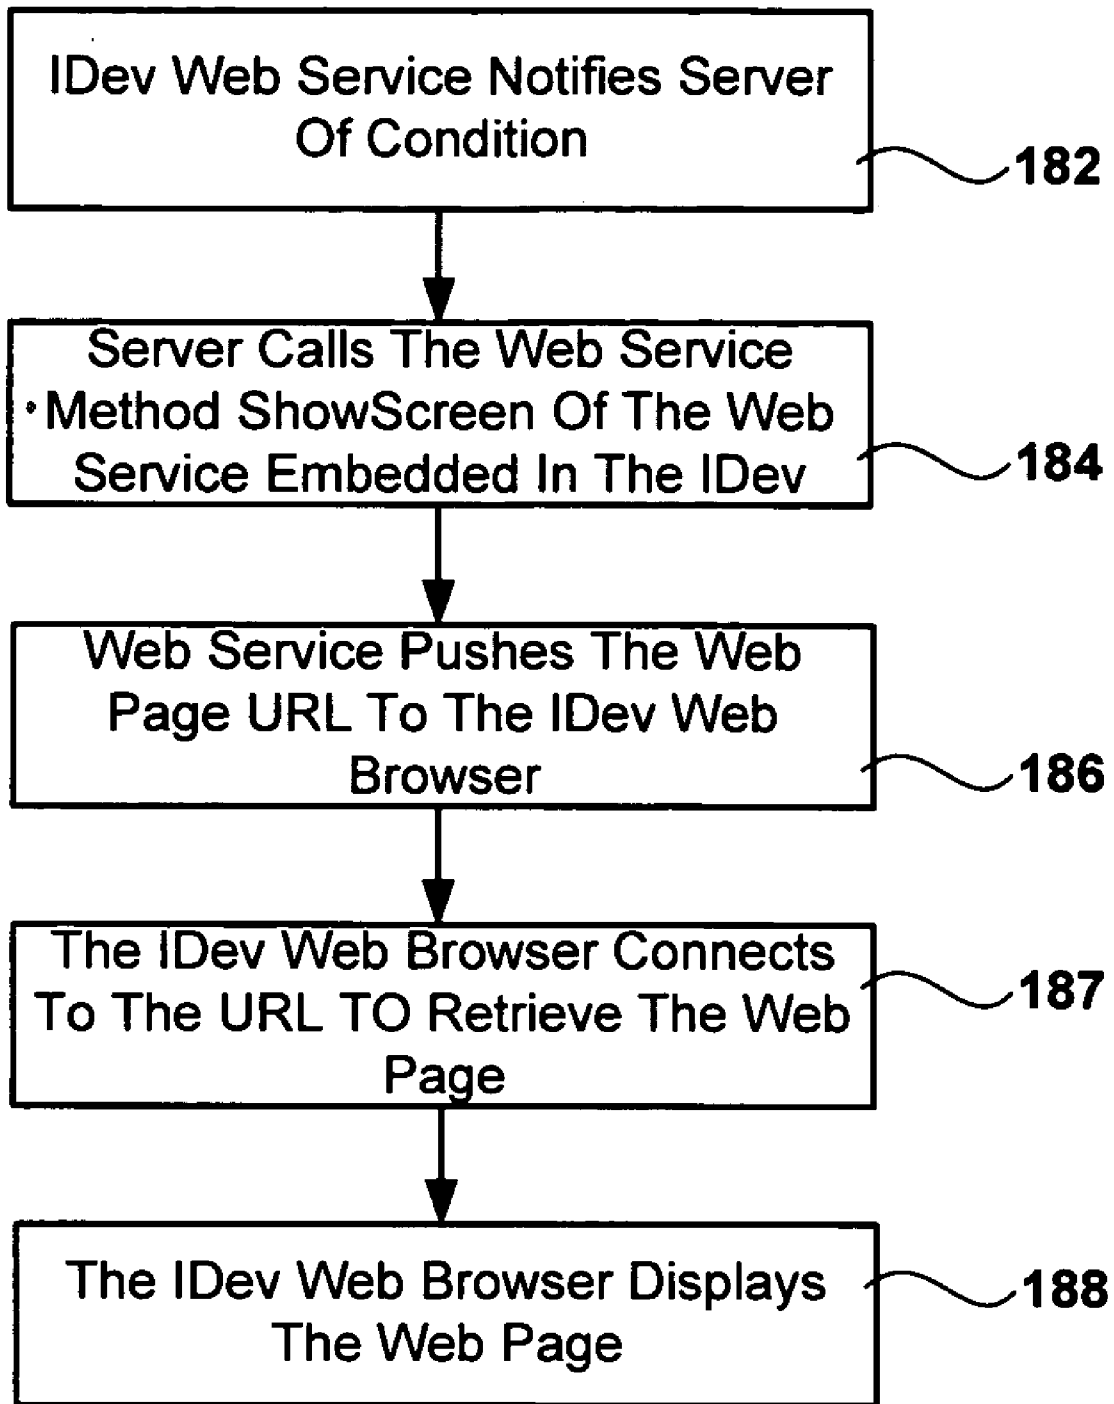 IDev Web Service Notifies Server
Of Condition
182
Server Calls The Web Service
Method ShowScreen Of The Web
Service Embedded In The IDev
184
Web Service Pushes The Web
Page URL To The IDev Web
Browser
186
The IDev Web Browser Connects
To The URL TO Retrieve The Web
Page
187
The IDev Web Browser Displays
The Web Page
188